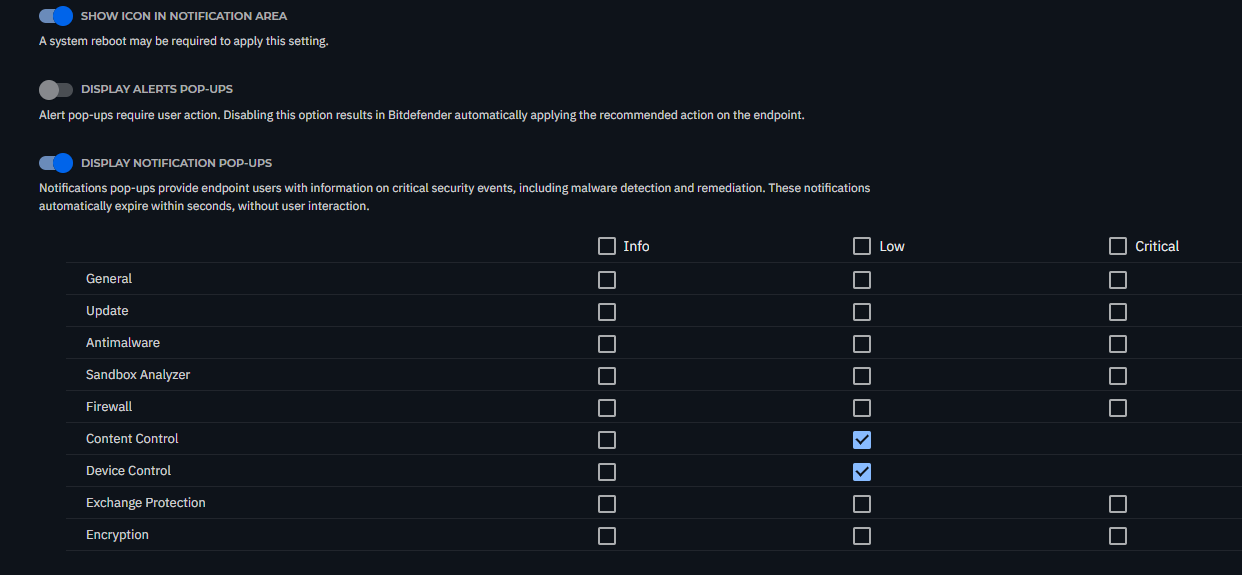 SHOW ICON IN NOTIFICATION AREA
A system reboot may be required to apply this setting.
DISPLAY ALERTS POP-UPS
Alert pop-ups require user action. Disabling this option results in Bitdefender automatically applying the recommended action on the endpoint.
DISPLAY NOTIFICATION POP-UPS
Notifications pop-ups provide endpoint users with information on critical security events, including malware detection and remediation. These notifications
automatically expire within seconds, without user interaction.
Info Low Critical
General
Update
Antimalware
Sandbox Analyzer
Firewall
Content Control
Device Control
Exchange Protection
Encryption